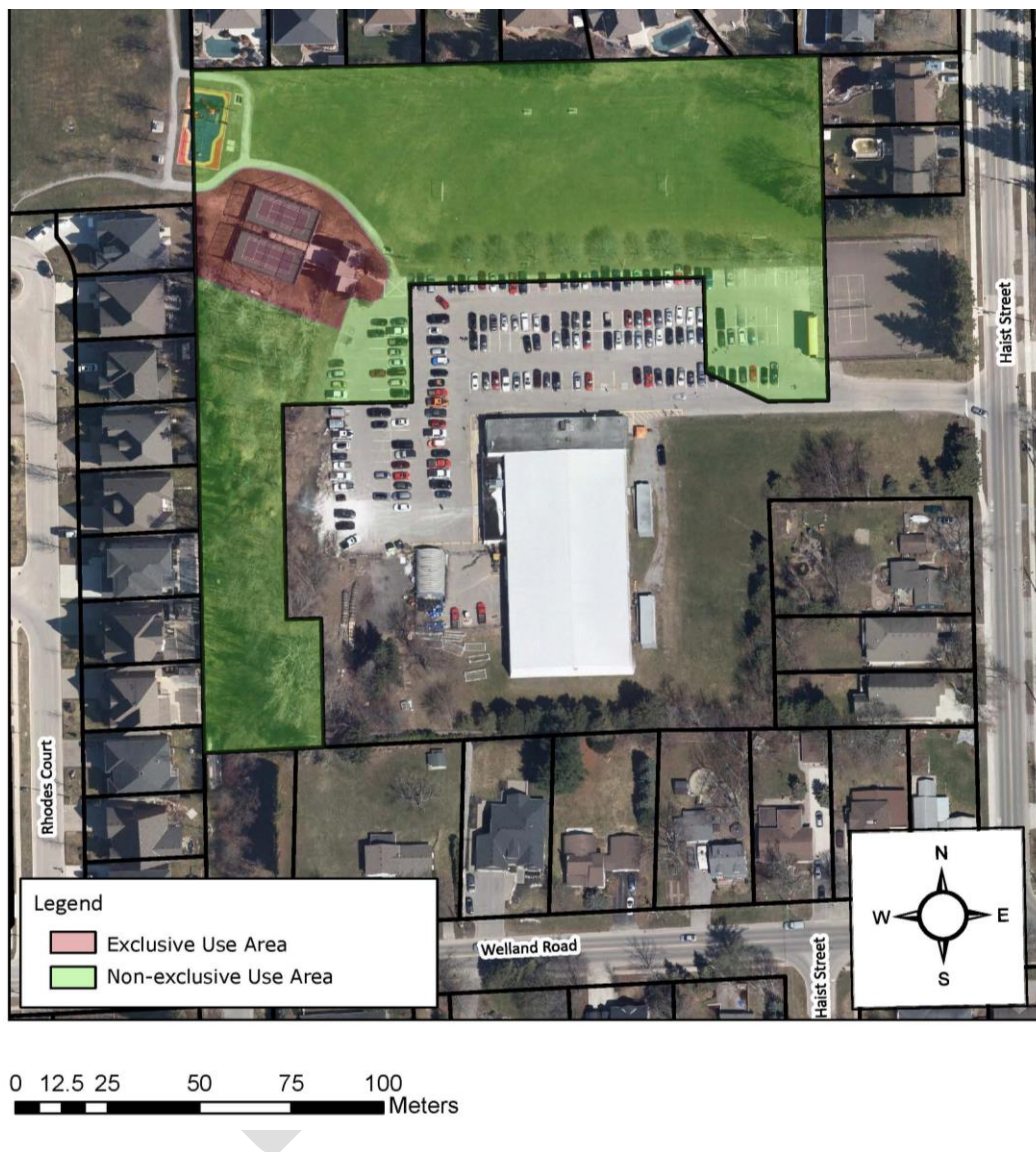 Haist Street
Rhodes Court
Welland Road
Haist Street
N
W E
S
Legend
Exclusive Use Area
Non-exclusive Use Area
0 12.5 25 50 75 100
Meters